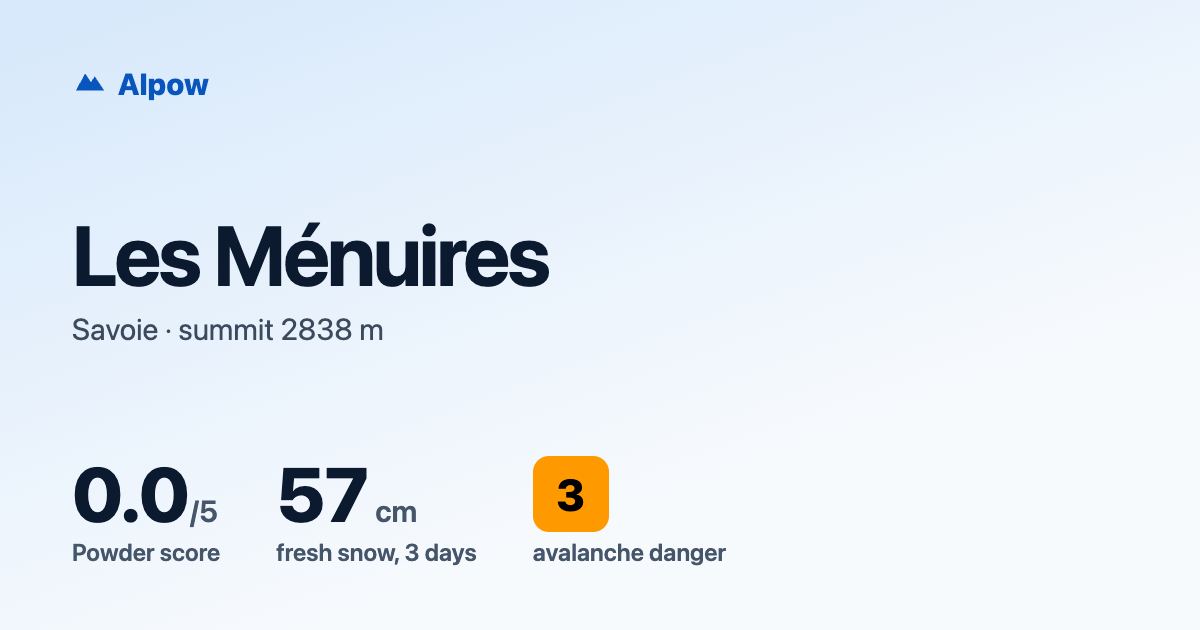 Alpow
Les Ménuires
Savoie · summit 2838 m
0.0/5 57 cm 3
Powder score fresh snow, 3 days avalanche danger